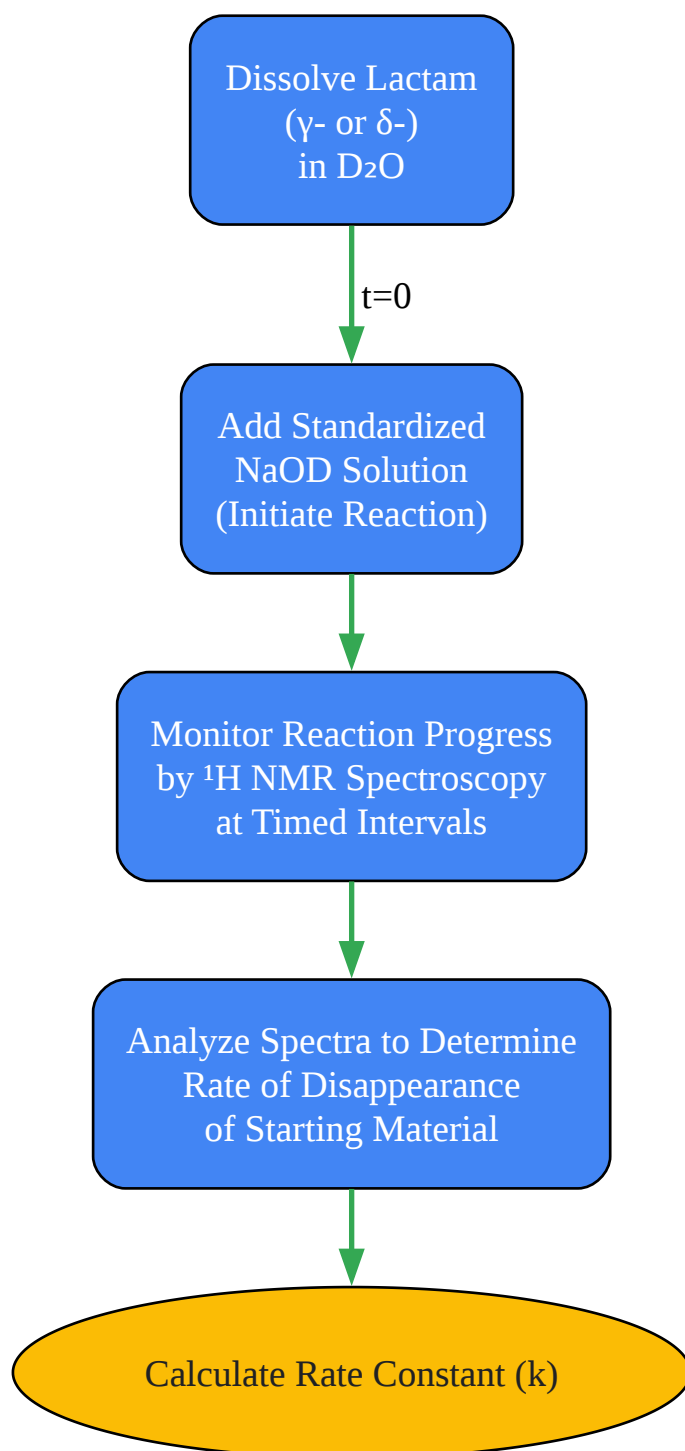 Dissolve Lactam
(γ- or δ-)
in D₂O
t=0
Add Standardized
NaOD Solution
(Initiate Reaction)
Monitor Reaction Progress
by ¹H NMR Spectroscopy
at Timed Intervals
Analyze Spectra to Determine
Rate of Disappearance
of Starting Material
Calculate Rate Constant (k)